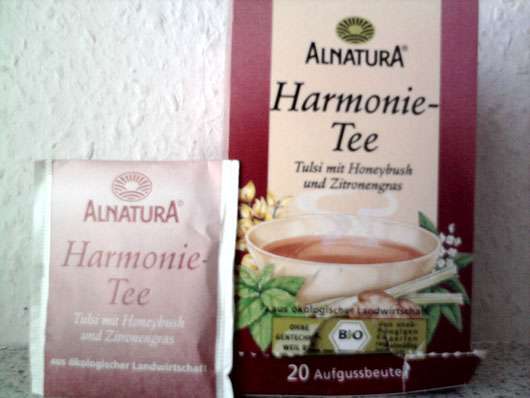 ALNATURA®
Harmonie-
Tee
Tulsi mit Honeybush
und Zitronengras
aus ökologischer Landwirtschaft
OHNE
BIO
20 Aufgussbeutel
ALNATURA®
Harmonie-
Tee
Tulsi mit Honeybush
und Zitronengras
aus ökologischer Landwirtschaft